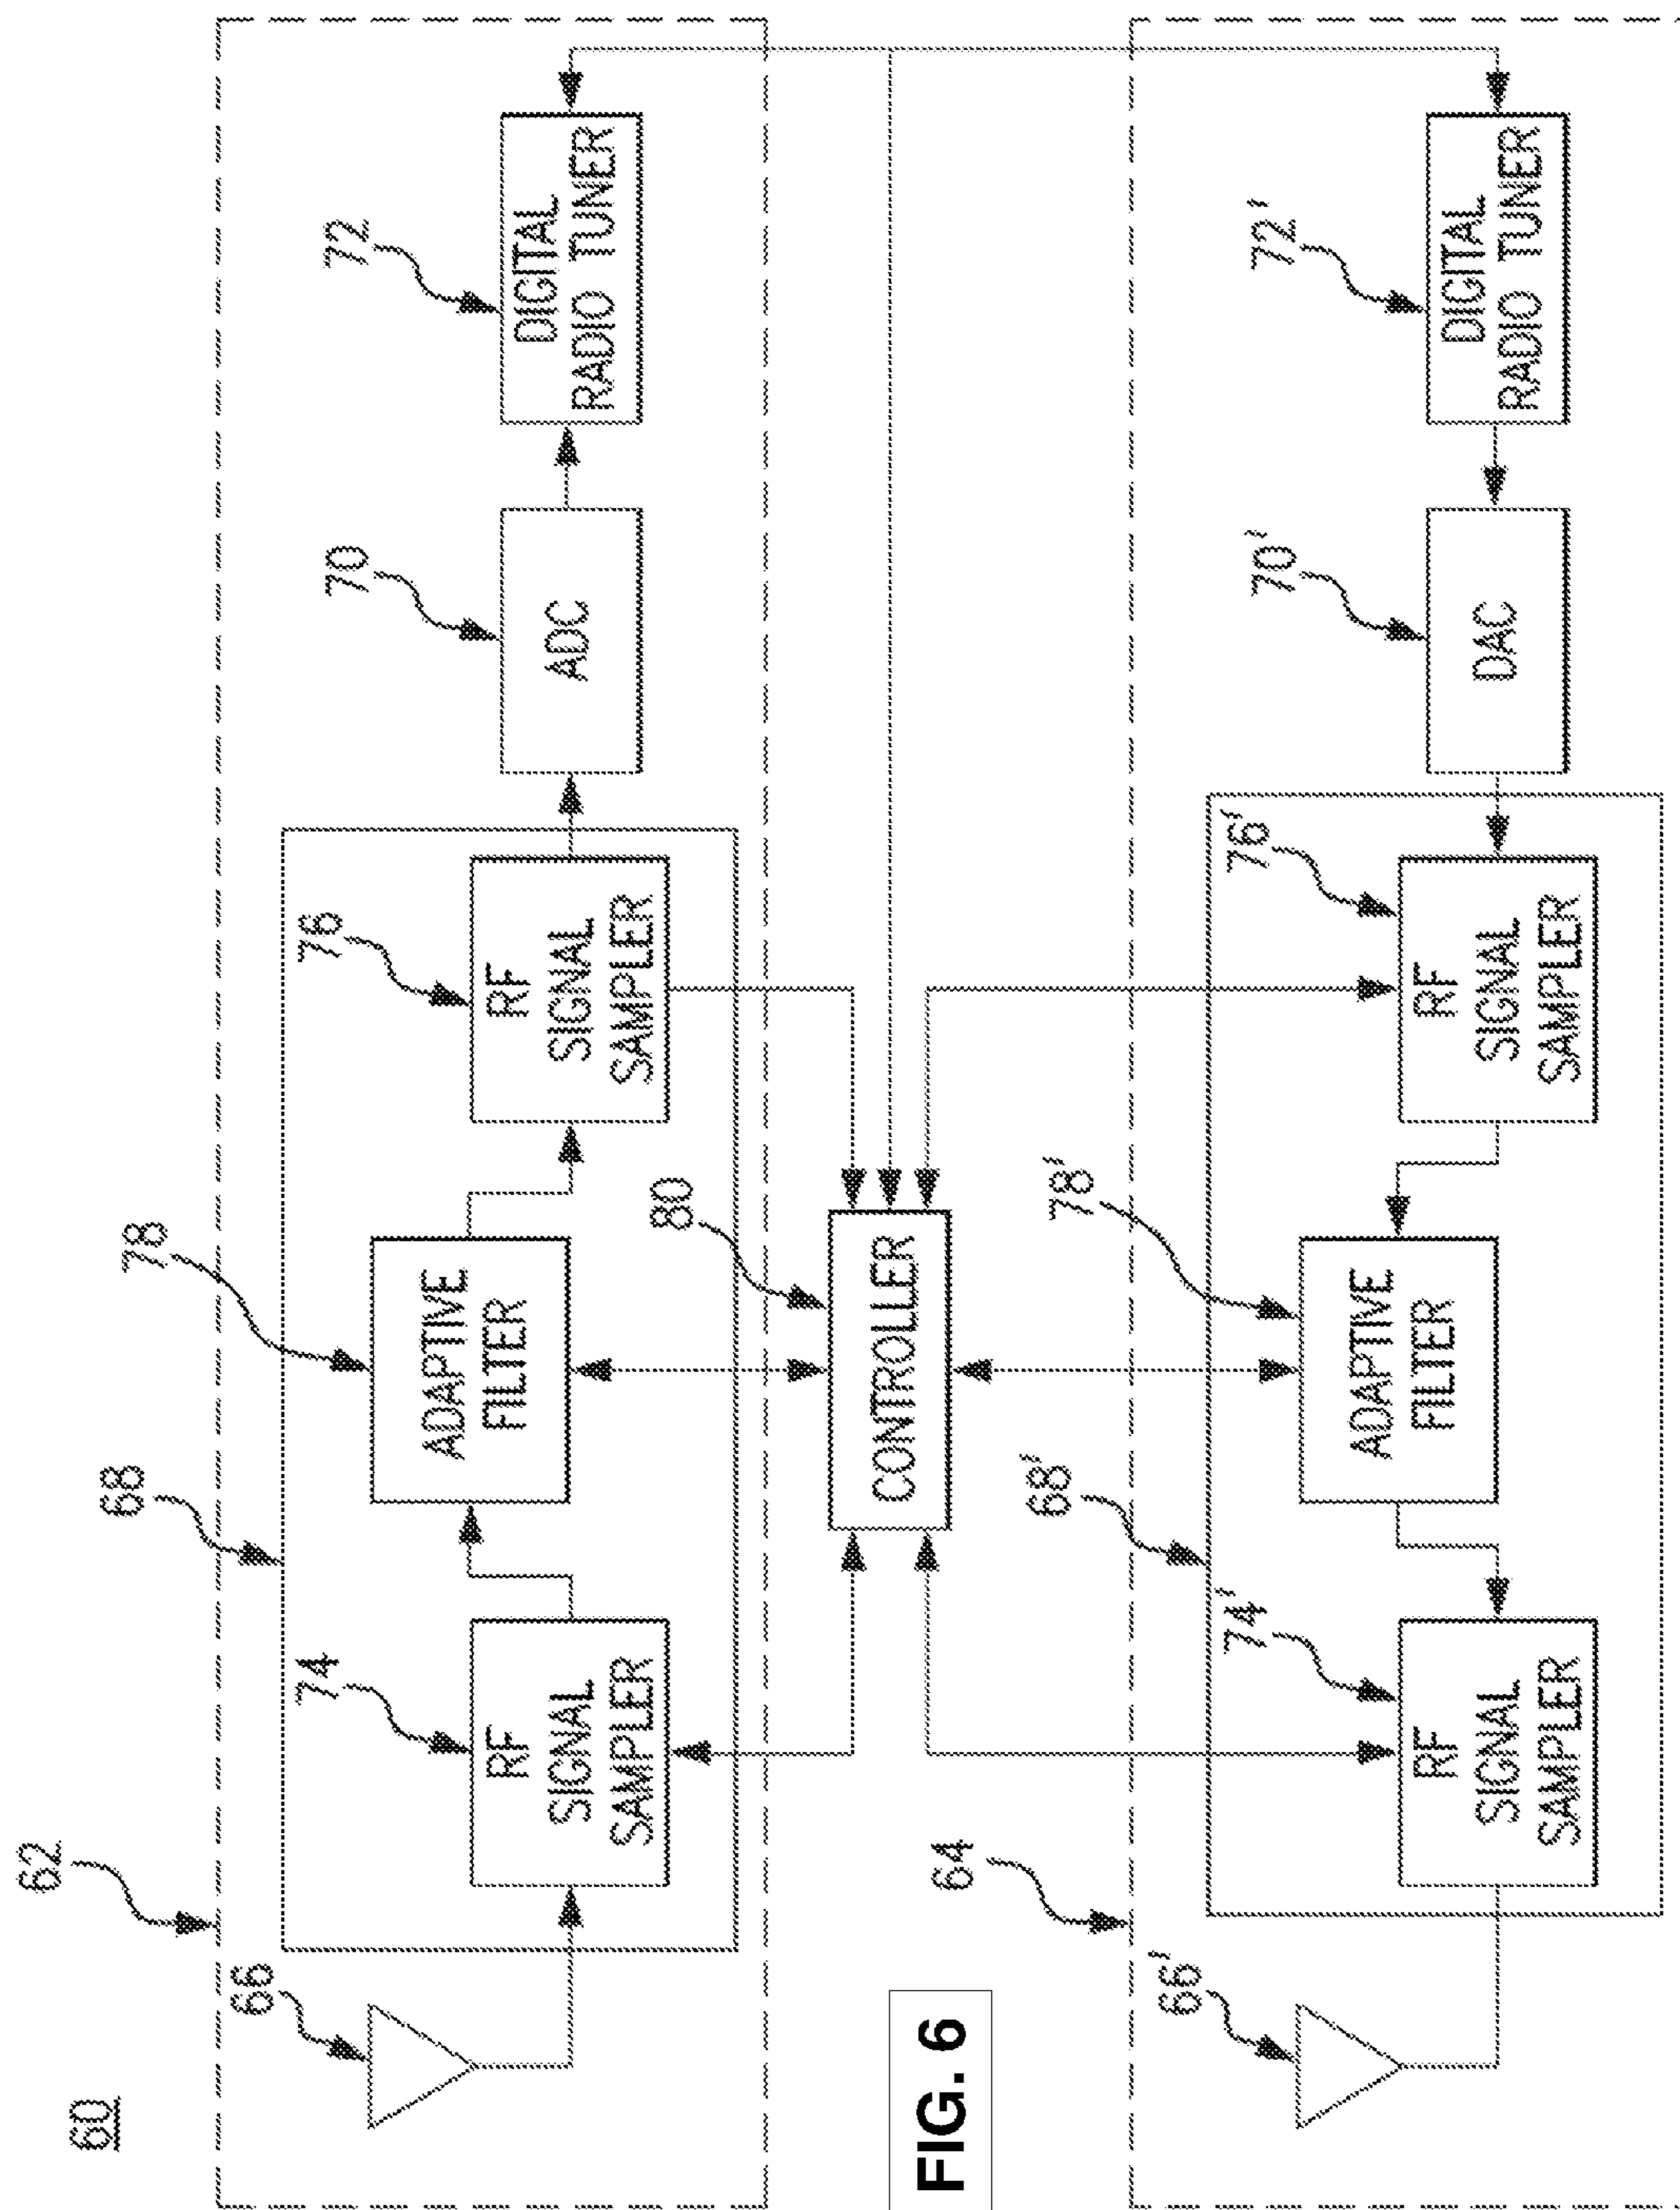 60
62
68
78
66
74
76
70
72
RF
SIGNAL
SAMPLER
ADAPTIVE
FILTER
RF
SIGNAL
SAMPLER
ADC
DIGITAL
RADIO TUNER
80
CONTROLLER
FIG. 6
64
68'
78'
66'
74'
76'
70'
72'
RF
SIGNAL
SAMPLER
ADAPTIVE
FILTER
RF
SIGNAL
SAMPLER
DAC
DIGITAL
RADIO TUNER